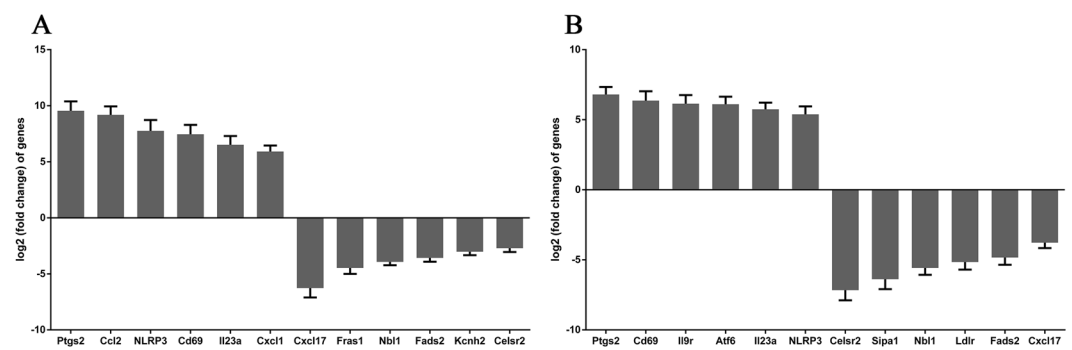 A
log2 (fold change) of genes
15
10
5
0
-5
-10
Ptgs2 Ccl2 NLRP3 Cd69 Il23a Cxcl1 Cxcl17 Fras1 Nbl1 Fads2 Kcnh2 Celsr2
B
log2 (fold change) of genes
10
5
0
-5
-10
Ptgs2 Cd69 Il9r Atf6 Il23a NLRP3 Celsr2 Sipa1 Nbl1 Ldlr Fads2 Cxcl17